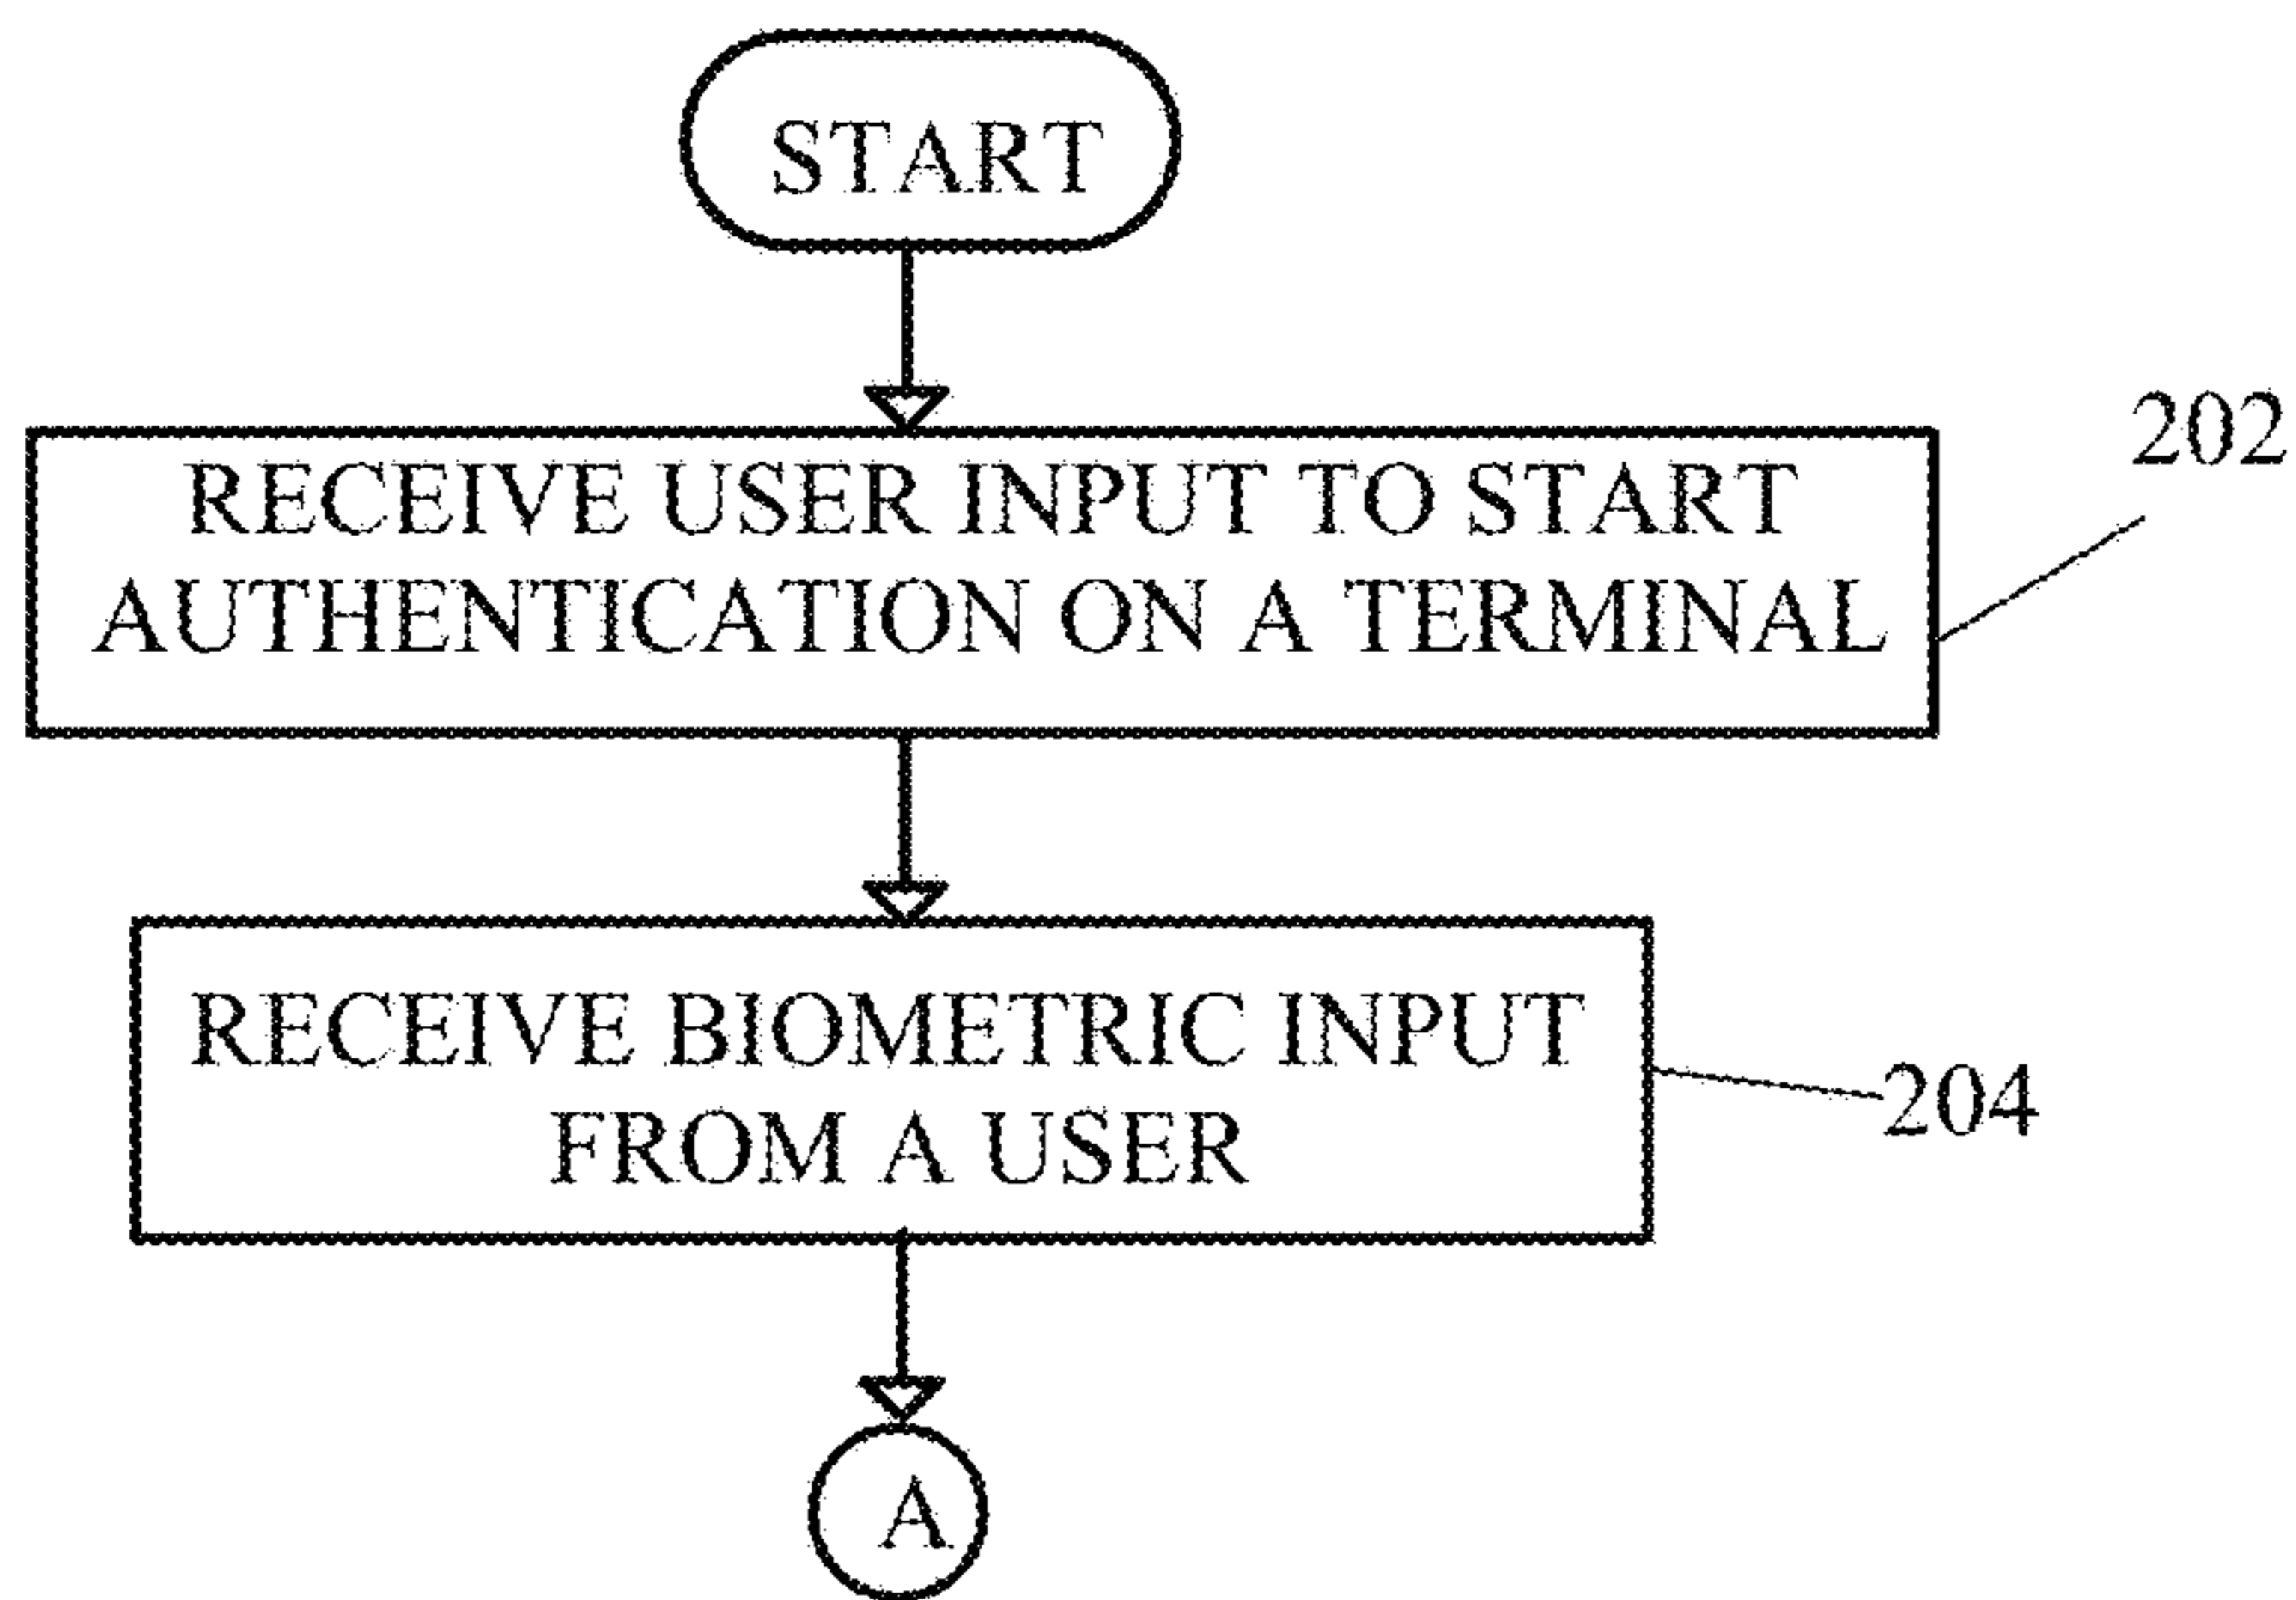 START
202
RECEIVE USER INPUT TO START
AUTHENTICATION ON A TERMINAL
RECEIVE BIOMETRIC INPUT
FROM A USER
204
A